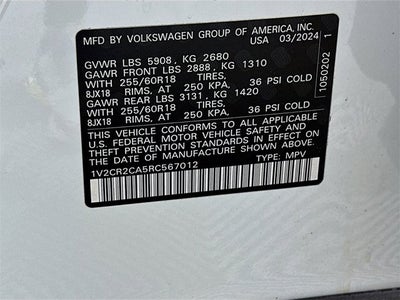 MFD BY VOLKSWAGEN GROUP OF AMERICA, INC.
USA 03/2024
GVWR LBS 5908, KG 2680
GAWR FRONT LBS 2888, KG 1310
WITH 255/60R18 TIRES,
8JX18 RIMS, AT 250 KPA, 36 PSI COLD
GAWR REAR LBS 3131, KG 1420
WITH 255/60R18 TIRES,
8JX18 RIMS, AT 250 KPA, 36 PSI COLD
THIS VEHICLE CONFORMS TO ALL APPLICABLE
U.S. FEDERAL MOTOR VEHICLE SAFETY AND
THEFT PREVENTION STANDARDS IN EFFECT ON
THE DATE OF MANUFACTURE SHOWN ABOVE.
1V2CR2CA5RC567012 TYPE: MPV
1050202 1